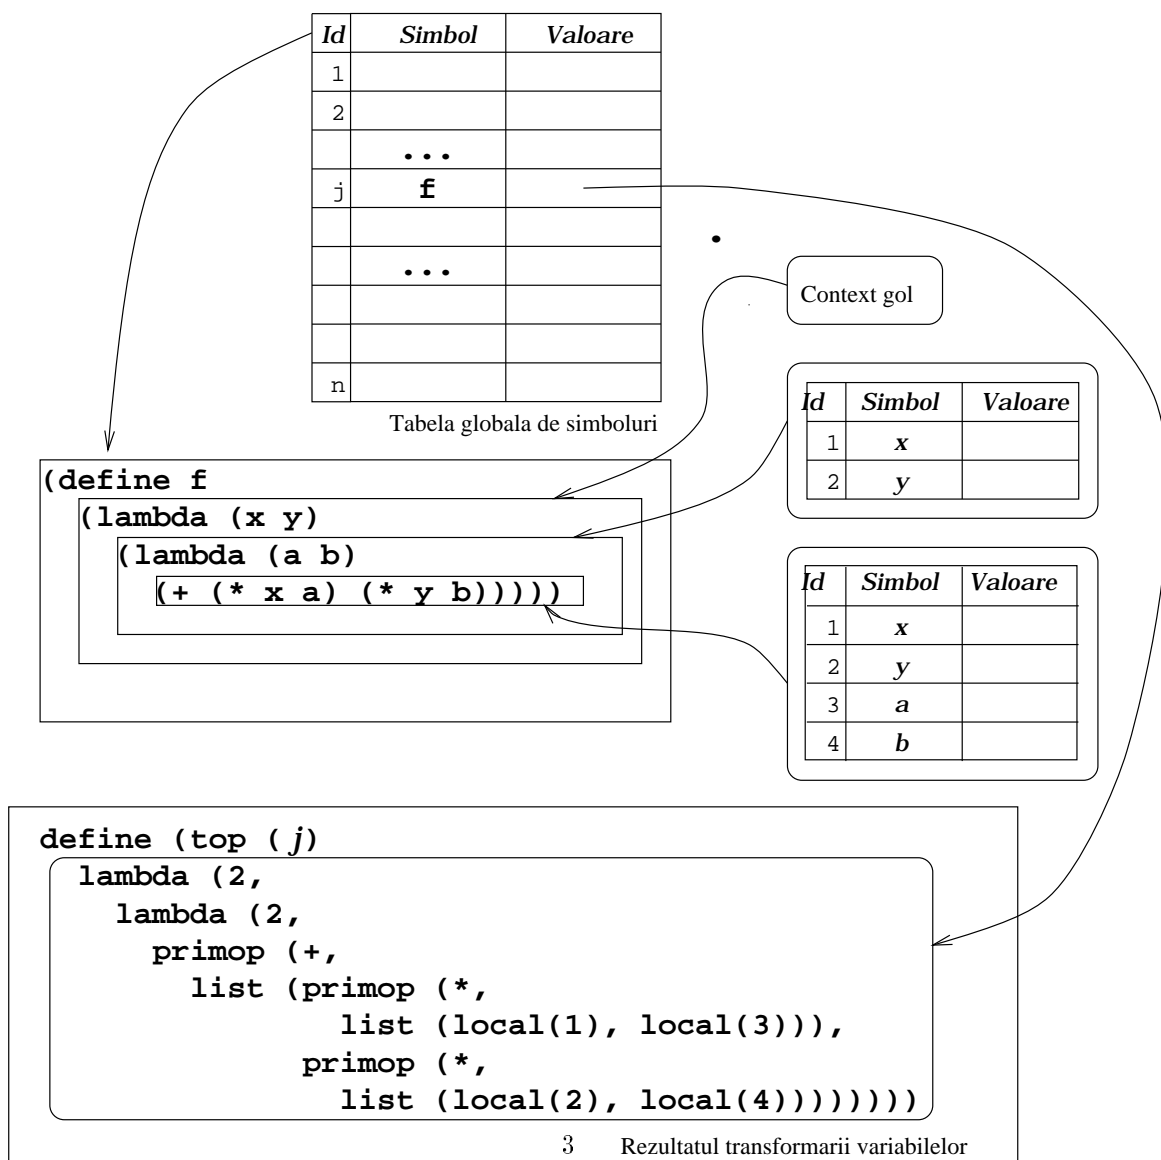 Id Simbol Valoare
1
2
...
j f
...
n
Tabela globala de simboluri
.
Context gol
Id Simbol Valoare
1 x
2 y
(define f
(lambda (x y)
(lambda (a b)
(+ (* x a) (* y b)))))
Id Simbol Valoare
1 x
2 y
3 a
4 b
define (top ( j)
lambda (2,
lambda (2,
primop (+,
list (primop (*,
list (local(1), local(3))),
primop (*,
list (local(2), local(4))))))))
3 Rezultatul transformarii variabilelor